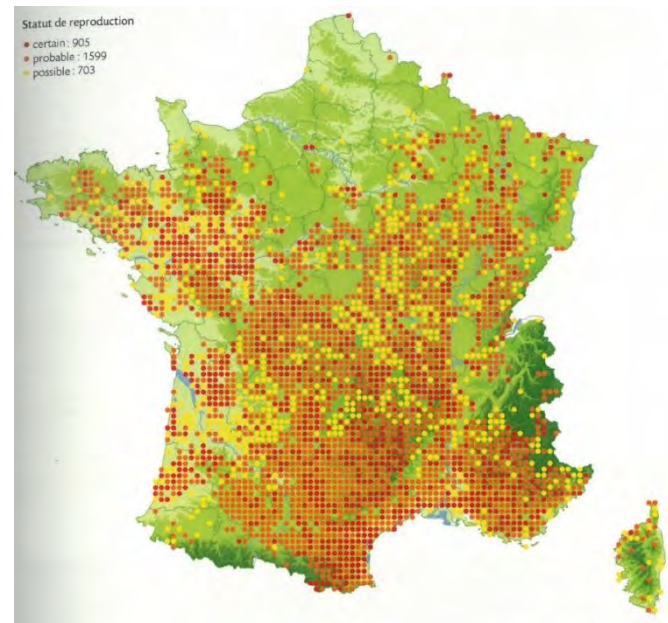 Statut de reproduction
certain : 905
probable : 1599
possible : 703